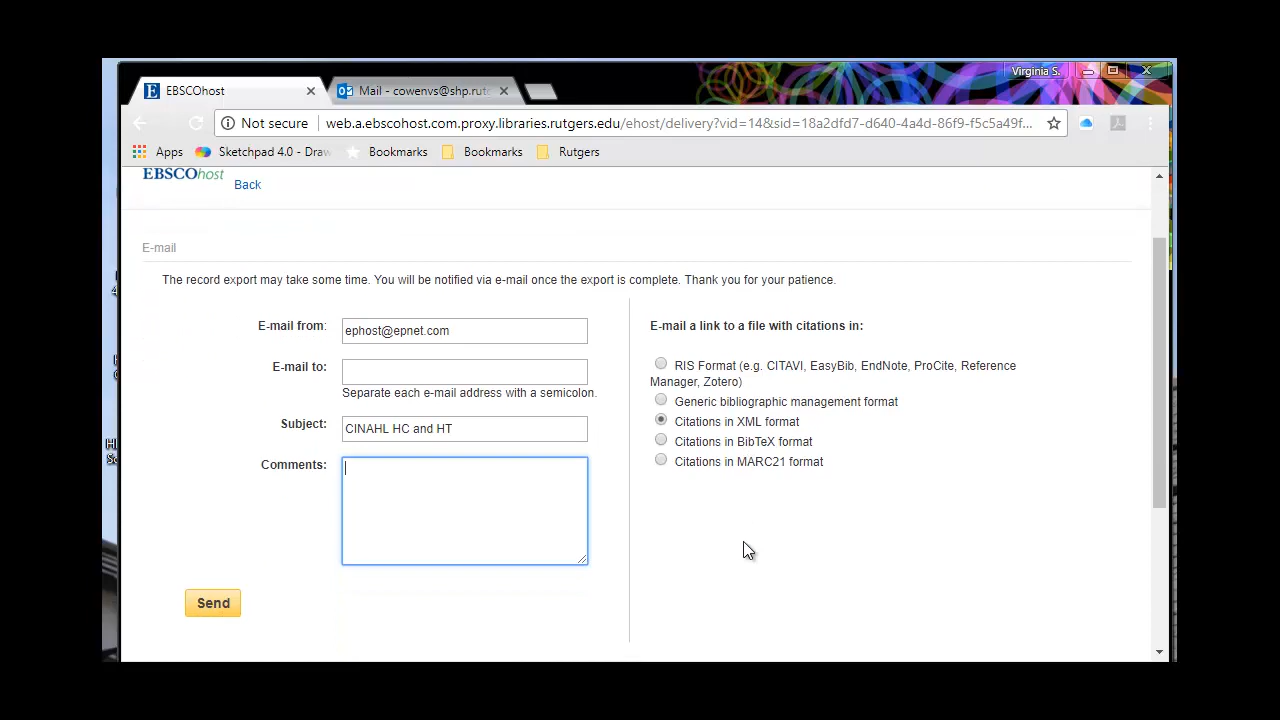 Virginia S.
EBSCOhost
Mail - cowenvs@shp.rutg
Not secure
web.a.ebscohost.com.proxy.libraries.rutgers.edu/ehost/delivery?vid=14&sid=18a2dfd7-d640-4a4d-86f9-f5c5a49f...
Apps
Sketchpad 4.0 - Draw
Bookmarks
Bookmarks
Rutgers
EBSCOhost
Back
E-mail
The record export may take some time. You will be notified via e-mail once the export is complete. Thank you for your patience.
E-mail from:
ephost@epnet.com
E-mail to:
Separate each e-mail address with a semicolon.
Subject:
CINAHL HC and HT
Comments:
Send
E-mail a link to a file with citations in:
RIS Format (e.g. CITAVI, EasyBib, EndNote, ProCite, Reference
Manager, Zotero)
Generic bibliographic management format
Citations in XML format
Citations in BibTeX format
Citations in MARC21 format